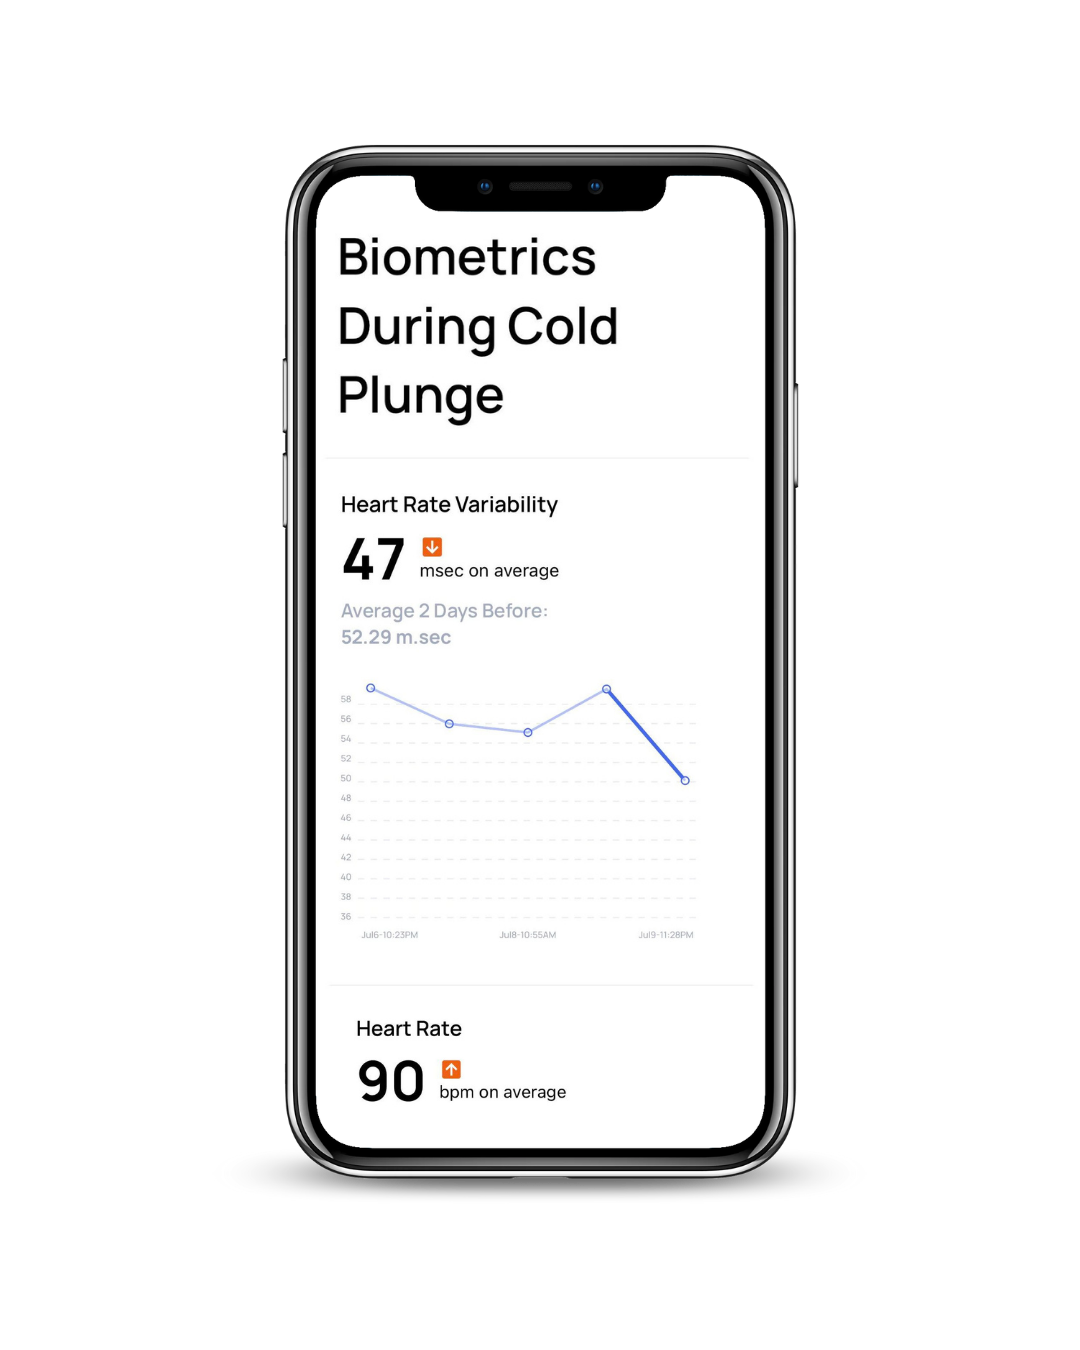 Biometrics
During Cold
Plunge
Heart Rate Variability
47
msec on average
Average 2 Days Before:
52.29 m.sec
58
56
54
52
50
48
46
44
42
40
38
36
Jul6-10:23PM
Jul8-10:55AM
Jul9-11:28PM
Heart Rate
90
bpm on average